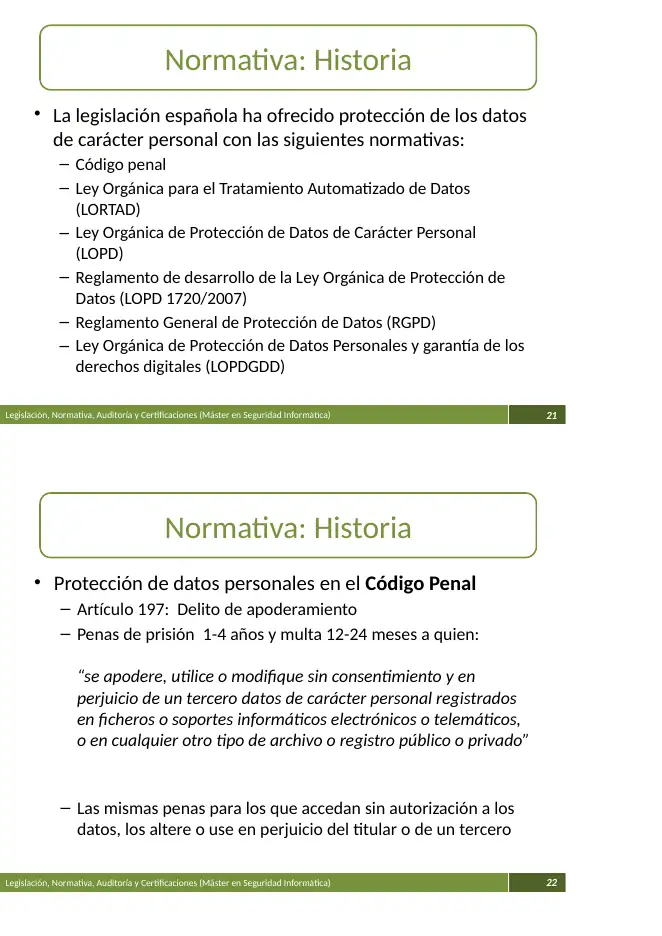 Normativa: Historia
• La legislación española ha ofrecido protección de los datos
de carácter personal con las siguientes normativas:
– Código penal
– Ley Orgánica para el Tratamiento Automatizado de Datos
(LORTAD)
– Ley Orgánica de Protección de Datos de Carácter Personal
(LOPD)
– Reglamento de desarrollo de la Ley Orgánica de Protección de
Datos (LOPD 1720/2007)
– Reglamento General de Protección de Datos (RGPD)
– Ley Orgánica de Protección de Datos Personales y garantía de los
derechos digitales (LOPDGDD)
Legislación, Normativa, Auditoría y Certificaciones (Máster en Seguridad Informática) 21
Normativa: Historia
• Protección de datos personales en el Código Penal
– Artículo 197: Delito de apoderamiento
– Penas de prisión 1-4 años y multa 12-24 meses a quien:
“se apodere, utilice o modifique sin consentimiento y en
perjuicio de un tercero datos de carácter personal registrados
en ficheros o soportes informáticos electrónicos o telemáticos,
o en cualquier otro tipo de archivo o registro público o privado”
– Las mismas penas para los que accedan sin autorización a los
datos, los altere o use en perjuicio del titular o de un tercero
Legislación, Normativa, Auditoría y Certificaciones (Máster en Seguridad Informática) 22